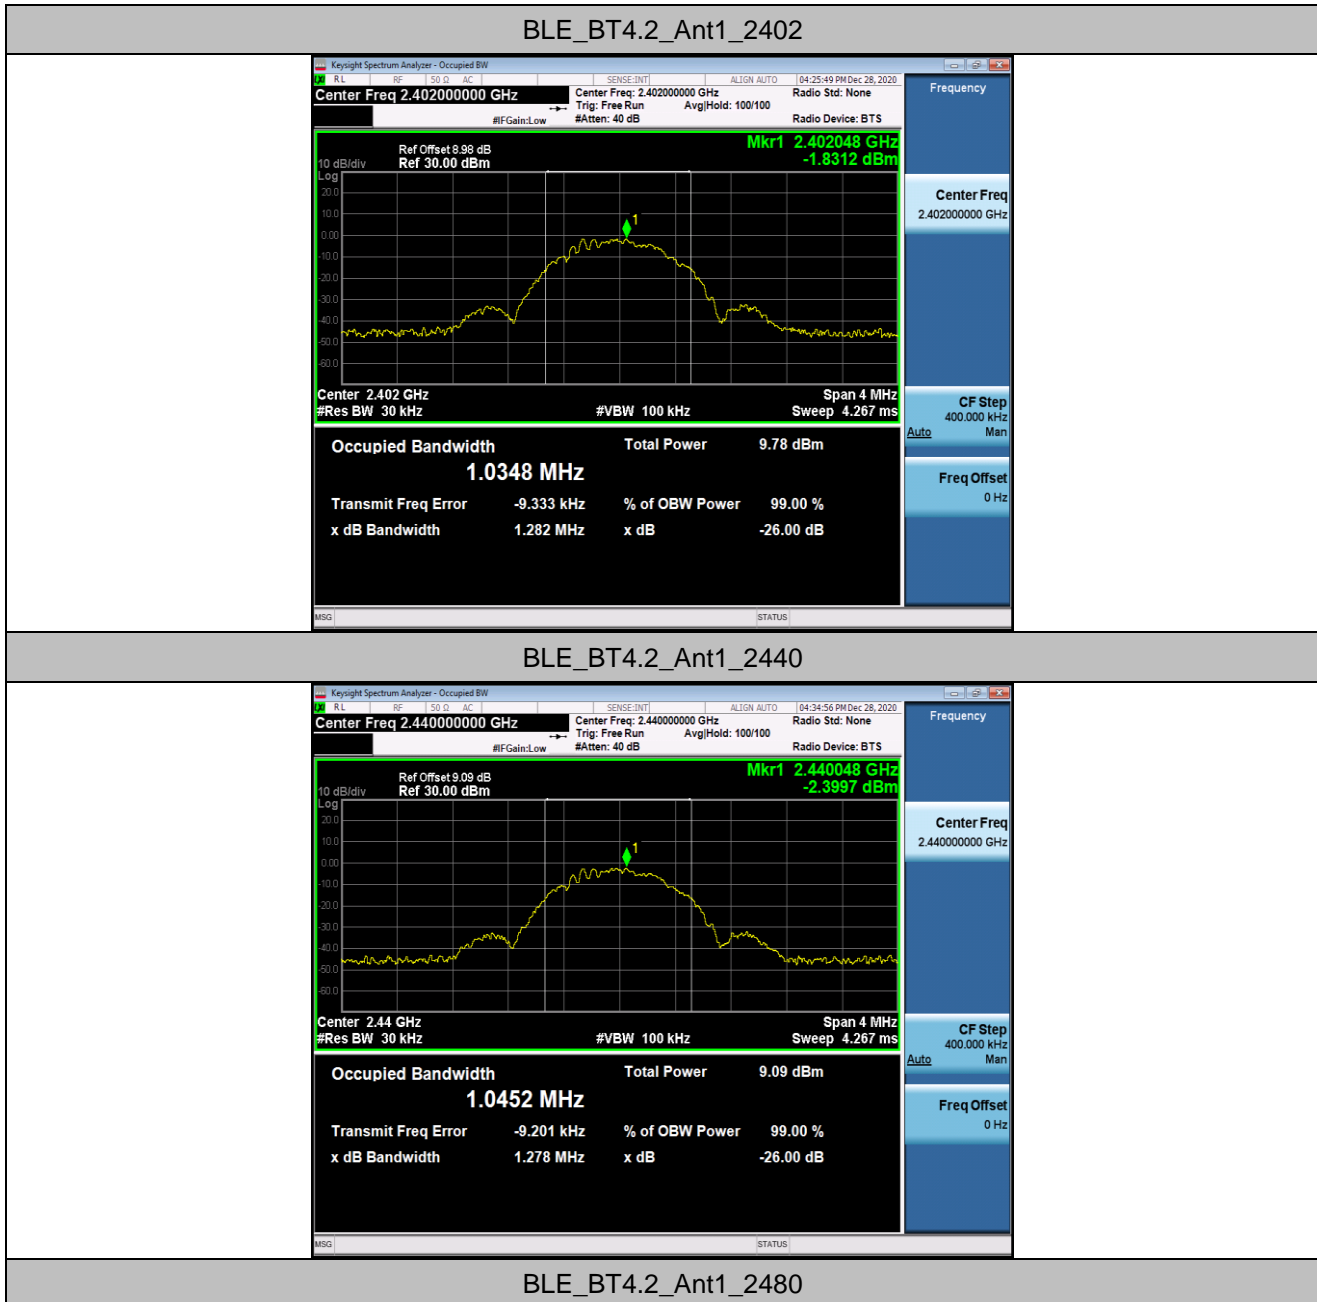 BLE_BT4.2_Ant1_2402
Keysight Spectrum Analyzer - Occupied BW
RL RF 50 Ω AC SENSE:INT ALIGN AUTO 04:25:49 PM Dec 28, 2020
Center Freq 2.402000000 GHz
Center Freq: 2.402000000 GHz Radio Std: None
Trig: Free Run Avg|Hold: 100/100
#IFGain:Low #Atten: 40 dB Radio Device: BTS
Frequency
Mkr1 2.402048 GHz
-1.8312 dBm
Ref Offset 8.98 dB
10 dB/div Ref 30.00 dBm
Log
20.0
10.0
0.00
-10.0
-20.0
-30.0
-40.0
-50.0
-60.0
1
Center 2.402 GHz Span 4 MHz
#Res BW 30 kHz #VBW 100 kHz Sweep 4.267 ms
Center Freq
2.402000000 GHz
CF Step
400.000 kHz
Auto Man
Freq Offset
0 Hz
Occupied Bandwidth Total Power 9.78 dBm
1.0348 MHz
Transmit Freq Error -9.333 kHz % of OBW Power 99.00 %
x dB Bandwidth 1.282 MHz x dB -26.00 dB
MSG STATUS
BLE_BT4.2_Ant1_2440
Keysight Spectrum Analyzer - Occupied BW
RL RF 50 Ω AC SENSE:INT ALIGN AUTO 04:34:56 PM Dec 28, 2020
Center Freq 2.440000000 GHz
Center Freq: 2.440000000 GHz Radio Std: None
Trig: Free Run Avg|Hold: 100/100
#IFGain:Low #Atten: 40 dB Radio Device: BTS
Frequency
Mkr1 2.440048 GHz
-2.3997 dBm
Ref Offset 9.09 dB
10 dB/div Ref 30.00 dBm
Log
20.0
10.0
0.00
-10.0
-20.0
-30.0
-40.0
-50.0
-60.0
1
Center 2.44 GHz Span 4 MHz
#Res BW 30 kHz #VBW 100 kHz Sweep 4.267 ms
Center Freq
2.440000000 GHz
CF Step
400.000 kHz
Auto Man
Freq Offset
0 Hz
Occupied Bandwidth Total Power 9.09 dBm
1.0452 MHz
Transmit Freq Error -9.201 kHz % of OBW Power 99.00 %
x dB Bandwidth 1.278 MHz x dB -26.00 dB
MSG STATUS
BLE_BT4.2_Ant1_2480